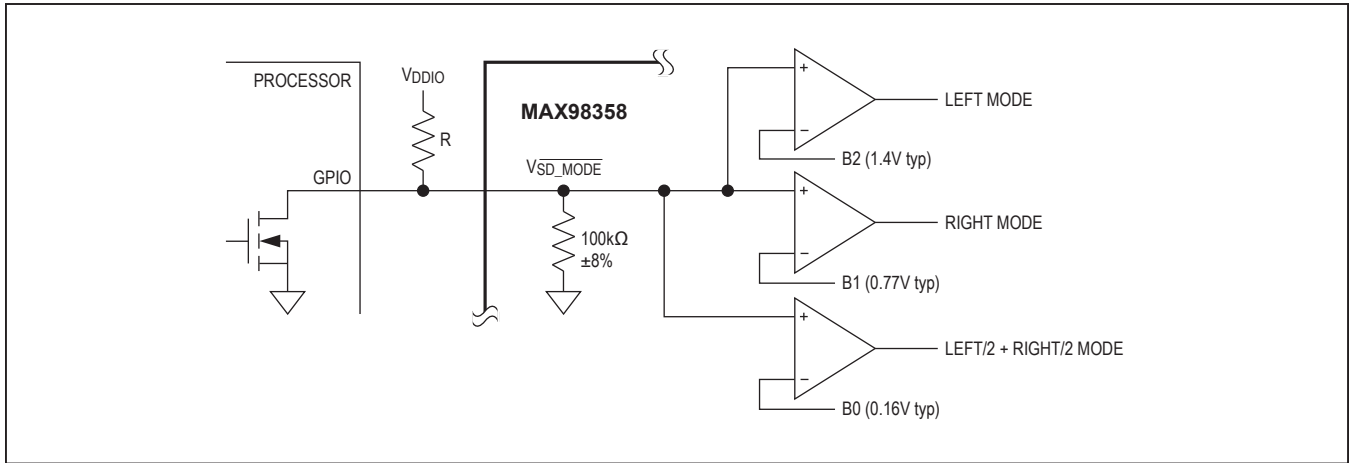 PROCESSOR
VDDIO
R
GPIO
MAX98358
VSD_MODE
100kΩ
±8%
+
−
LEFT MODE
B2 (1.4V typ)
+
−
RIGHT MODE
B1 (0.77V typ)
+
−
LEFT/2 + RIGHT/2 MODE
B0 (0.16V typ)